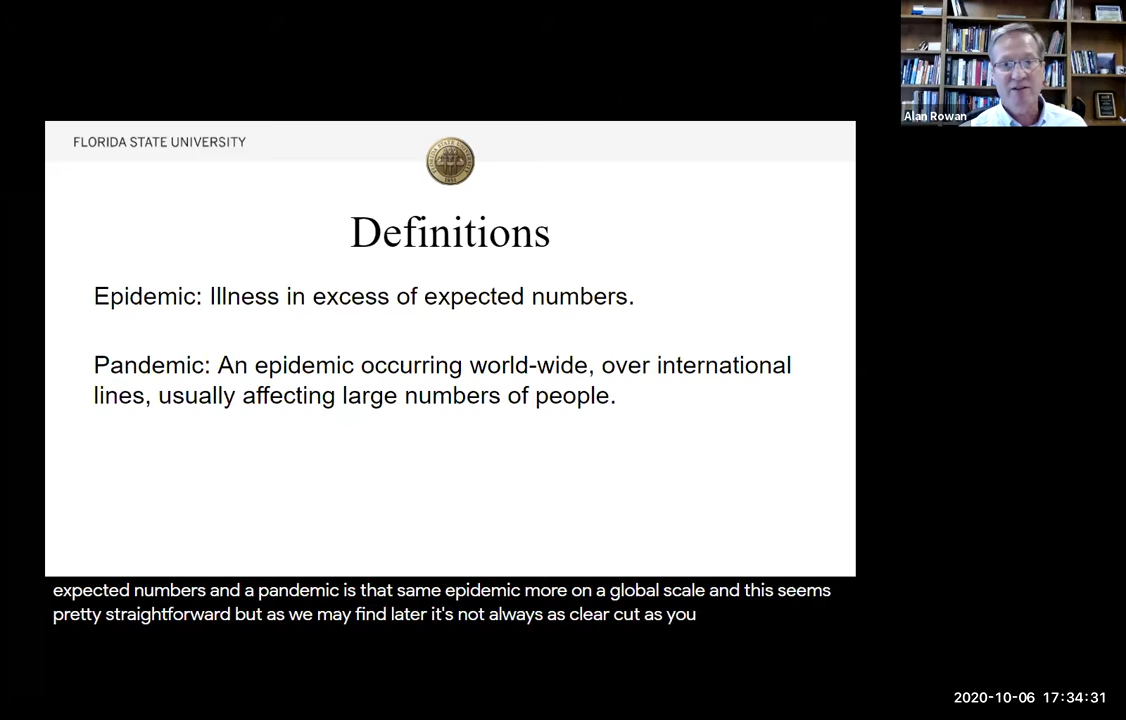 Alan Rowan
FLORIDA STATE UNIVERSITY
Definitions
Epidemic: Illness in excess of expected numbers.
Pandemic: An epidemic occurring world-wide, over international
lines, usually affecting large numbers of people.
expected numbers and a pandemic is that same epidemic more on a global scale and this seems
pretty straightforward but as we may find later it's not always as clear cut as you
2020-10-06 17:34:31